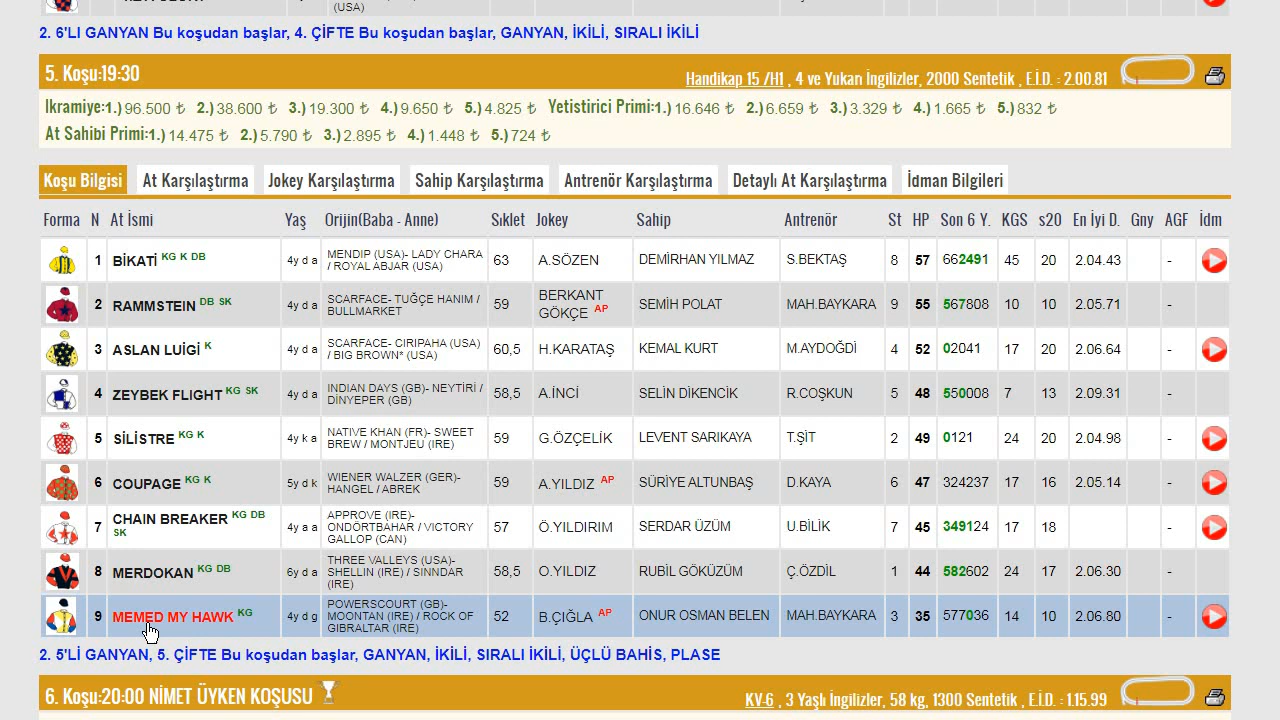 (USA)
2. 6'LI GANYAN Bu koşudan başlar, 4. ÇİFTE Bu koşudan başlar, GANYAN, İKİLİ, SIRALI İKİLİ
5. Koşu:19:30
Handikap 15 /H1 , 4 ve Yukarı İngilizler, 2000 Sentetik , E.İ.D. : 2.00.81
Ikramiye:1.) 96.500 ₺ 2.) 38.600 ₺ 3.) 19.300 ₺ 4.) 9.650 ₺ 5.) 4.825 ₺ Yetistirici Primi:1.) 16.646 ₺ 2.) 6.659 ₺ 3.) 3.329 ₺ 4.) 1.665 ₺ 5.) 832 ₺
At Sahibi Primi:1.) 14.475 ₺ 2.) 5.790 ₺ 3.) 2.895 ₺ 4.) 1.448 ₺ 5.) 724 ₺
Koşu Bilgisi At Karşılaştırma Jokey Karşılaştırma Sahip Karşılaştırma Antrenör Karşılaştırma Detaylı At Karşılaştırma İdman Bilgileri
Forma N At İsmi Yaş Orijin(Baba - Anne) Sıklet Jokey Sahip Antrenör St HP Son 6 Y. KGS s20 En İyi D. Gny AGF İdm
1 BİKATİ KG K DB 4y d a MENDIP (USA)- LADY CHARA / ROYAL ABJAR (USA) 63 A.SÖZEN DEMİRHAN YILMAZ S.BEKTAŞ 8 57 662491 45 20 2.04.43 -
2 RAMMSTEIN DB SK 4y d a SCARFACE- TUĞÇE HANIM / BULLMARKET 59 BERKANT GÖKÇE AP SEMİH POLAT MAH.BAYKARA 9 55 567808 10 10 2.05.71 -
3 ASLAN LUİGİ K 4y d a SCARFACE- CIRIPAHA (USA) / BIG BROWN* (USA) 60,5 H.KARATAŞ KEMAL KURT M.AYDOĞDİ 4 52 02041 17 20 2.06.64 -
4 ZEYBEK FLIGHT KG SK 4y d a INDIAN DAYS (GB)- NEYTİRİ / DİNYEPER (GB) 58,5 A.İNCİ SELİN DİKENCİK R.COŞKUN 5 48 550008 7 13 2.09.31 -
5 SİLİSTRE KG K 4y k a NATIVE KHAN (FR)- SWEET BREW / MONTJEU (IRE) 59 G.ÖZÇELİK LEVENT SARIKAYA T.ŞİT 2 49 0121 24 20 2.04.98 -
6 COUPAGE KG K 5y d k WIENER WALZER (GER)- HANGEL / ABREK 59 A.YILDIZ AP SÜRİYE ALTUNBAŞ D.KAYA 6 47 324237 17 16 2.05.14 -
7 CHAIN BREAKER KG DB SK 4y a a APPROVE (IRE)- ONDÖRTBAHAR / VICTORY GALLOP (CAN) 57 Ö.YILDIRIM SERDAR ÜZÜM U.BİLİK 7 45 349124 17 18 -
8 MERDOKAN KG DB 6y d a THREE VALLEYS (USA)- SHELLIN (IRE) / SINNDAR (IRE) 58,5 O.YILDIZ RUBİL GÖKÜZÜM Ç.ÖZDİL 1 44 582602 24 17 2.06.30 -
9 MEMED MY HAWK KG 4y d g POWERSCOURT (GB)- MOONTAN (IRE) / ROCK OF GIBRALTAR (IRE) 52 B.ÇIĞLA AP ONUR OSMAN BELEN MAH.BAYKARA 3 35 577036 14 10 2.06.80 -
2. 5'Lİ GANYAN, 5. ÇİFTE Bu koşudan başlar, GANYAN, İKİLİ, SIRALI İKİLİ, ÜÇLÜ BAHİS, PLASE
6. Koşu:20:00 NİMET ÜYKEN KOŞUSU
KV-6 , 3 Yaşlı İngilizler, 58 kg, 1300 Sentetik , E.İ.D. : 1.15.99